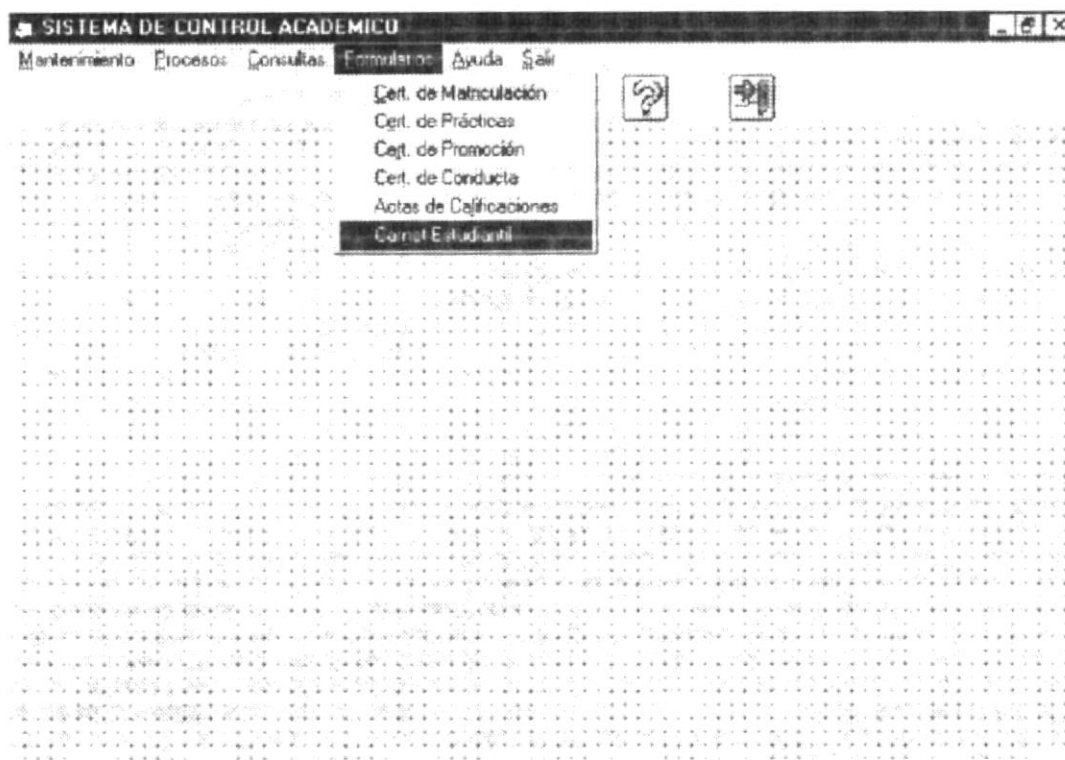 SISTEMA DE CONTROL ACADEMICO
Mantenimiento Procesos Consultas Formularios Ayuda Salir
Cert. de Matriculación
Cert. de Prácticas
Cert. de Promoción
Cert. de Conducta
Actas de Calificaciones
Carnet Estudiantil